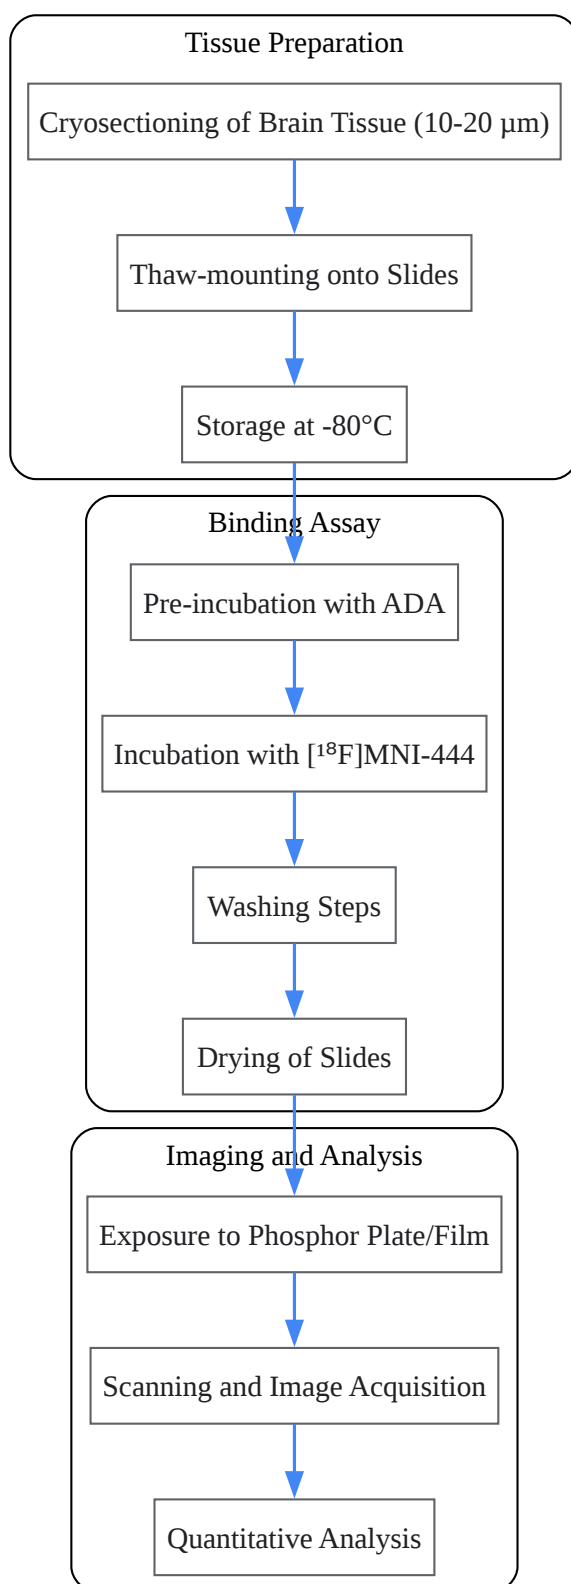 Tissue Preparation
Cryosectioning of Brain Tissue (10-20 µm)
Thaw-mounting onto Slides
Storage at -80°C
Binding Assay
Pre-incubation with ADA
Incubation with [¹⁸F]MNI-444
Washing Steps
Drying of Slides
Imaging and Analysis
Exposure to Phosphor Plate/Film
Scanning and Image Acquisition
Quantitative Analysis